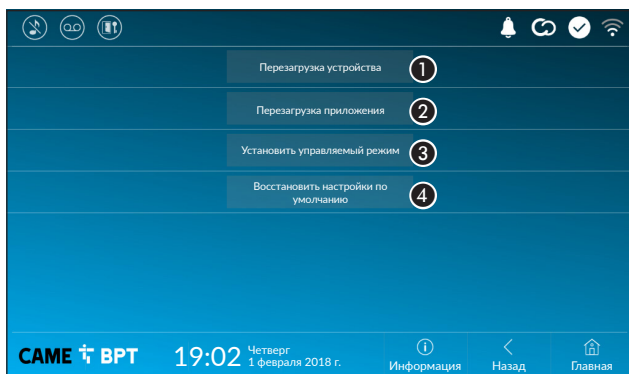 Перезагрузка устройства
1
Перезагрузка приложения
2
Установить управляемый режим
3
Восстановить настройки по
умолчанию
4
CAME BPT
19:02
Четверг
1 февраля 2018 г.
Информация
Назад
Главная